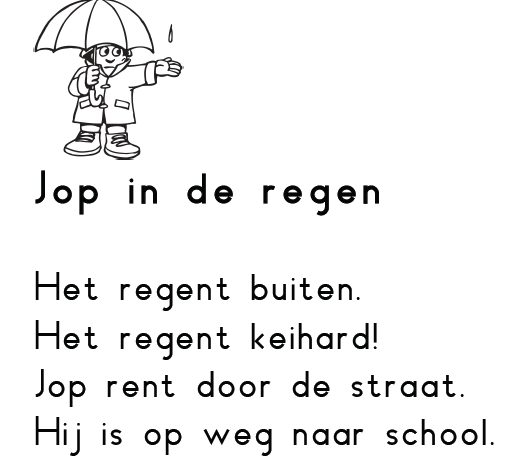 Jop in de regen
Het regent buiten.
Het regent keihard!
Jop rent door de straat.
Hij is op weg naar school.